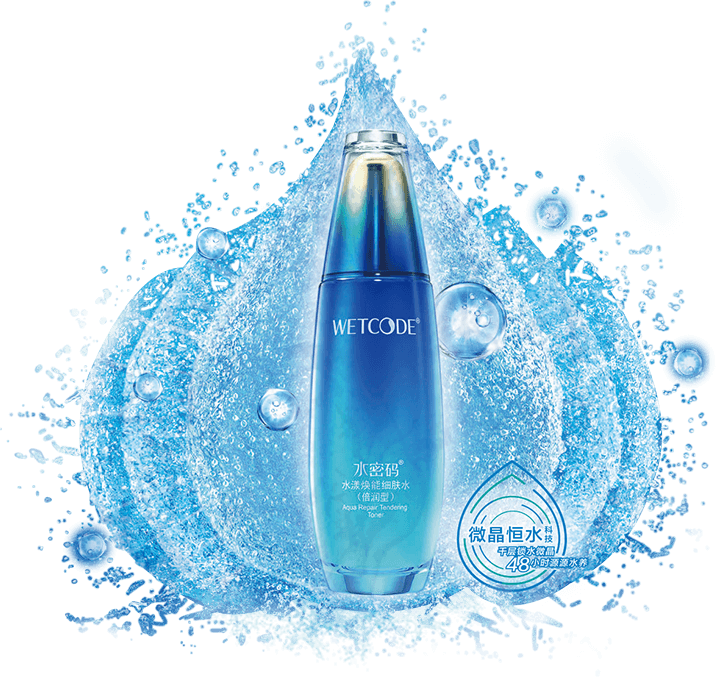 WETCODE®
水密码®
水漾焕能细肤水
（倍润型）
Aqua Repair Tendering
Toner
微晶恒水科技
千层锁水微晶
48小时源源水养